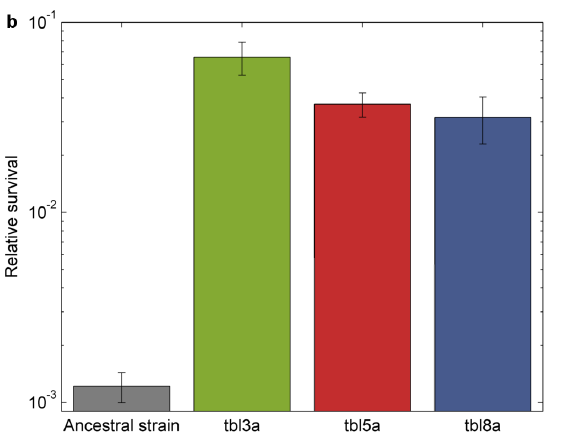 b
10⁻¹
Relative survival
10⁻²
10⁻³
Ancestral strain tbl3a tbl5a tbl8a